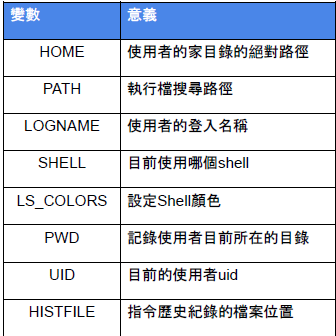 變數 意義
HOME 使用者的家目錄的絕對路徑
PATH 執行檔搜尋路徑
LOGNAME 使用者的登入名稱
SHELL 目前使用哪個shell
LS_COLORS 設定Shell顏色
PWD 記錄使用者目前所在的目錄
UID 目前的使用者uid
HISTFILE 指令歷史紀錄的檔案位置